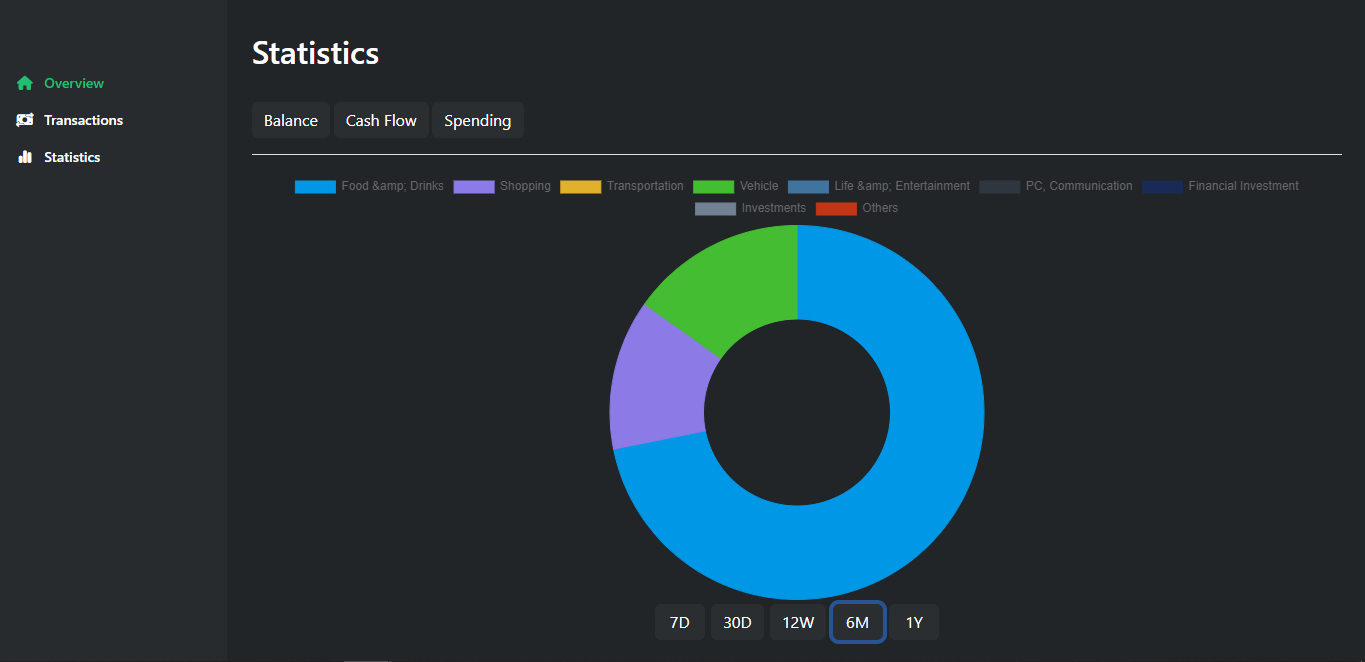 Statistics
Overview
Transactions
Statistics
Balance Cash Flow Spending
Food &amp; Drinks Shopping Transportation Vehicle Life &amp; Entertainment PC, Communication Financial Investment
Investments Others
7D 30D 12W 6M 1Y